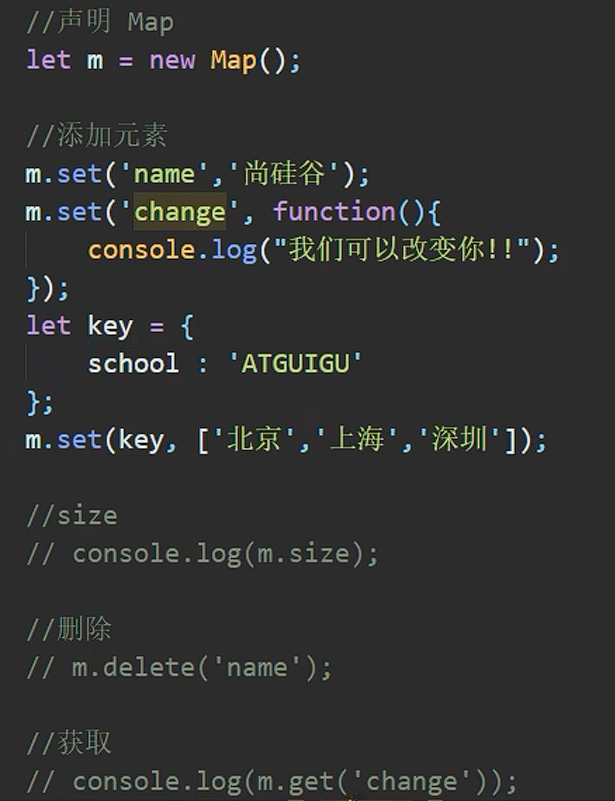 //声明 Map
let m = new Map();
//添加元素
m.set('name','尚硅谷');
m.set('change', function(){
console.log("我们可以改变你!!");
});
let key = {
school : 'ATGUIGU'
};
m.set(key, ['北京','上海','深圳']);
//size
// console.log(m.size);
//删除
// m.delete('name');
//获取
// console.log(m.get('change'));